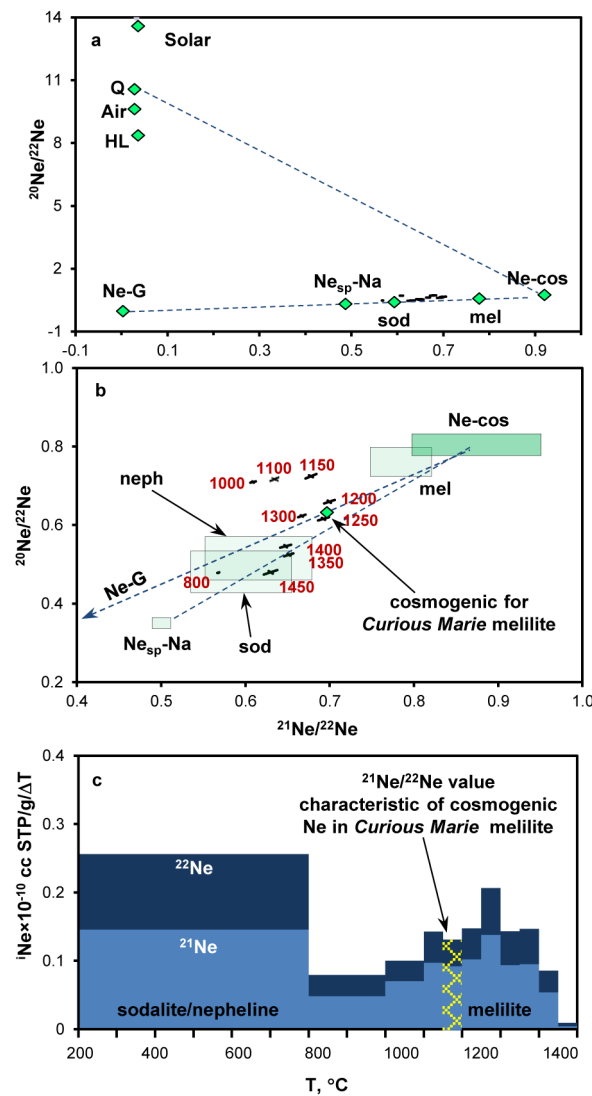 14
11
8
5
2
-1
a
Solar
Q
Air
HL
Ne-G
Nesp-Na
sod
mel
Ne-cos
20Ne/22Ne
-0.1
0.1
0.3
0.5
0.7
0.9
1.0
0.8
0.6
0.4
0.2
b
Ne-cos
1150
1100
1000
mel
neph
1200
1300
1250
1400
1350
800
1450
Ne-G
Nesp-Na
sod
cosmogenic for
Curious Marie
melilite
20Ne/22Ne
0.4
0.5
0.6
0.7
0.8
0.9
1.0
21Ne/22Ne
0.4
0.3
0.2
0.1
0
c
21Ne/22Ne value
characteristic of cosmogenic
Ne in Curious Marie melilite
22Ne
21Ne
sodalite/nepheline
melilite
iNe×10-10 cc STP/g/ΔT
200
400
600
800
1000
1200
1400
T, °C